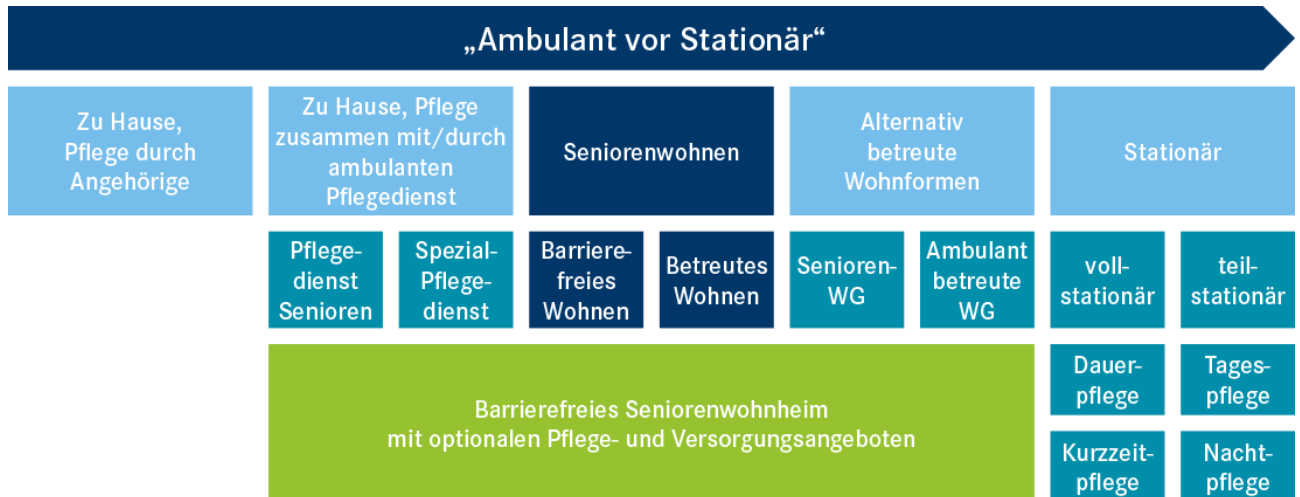 „Ambulant vor Stationär“
Zu Hause,
Pflege durch
Angehörige
Zu Hause, Pflege
zusammen mit/durch
ambulanten
Pflegedienst
Seniorenwohnen
Alternativ
betreute
Wohnformen
Stationär
Pflege-
dienst
Senioren
Spezial-
Pflege-
dienst
Barriere-
freies
Wohnen
Betreutes
Wohnen
Senioren-
WG
Ambulant
betreute
WG
voll-
stationär
teil-
stationär
Barrierefreies Seniorenwohnheim
mit optionalen Pflege- und Versorgungsangeboten
Dauer-
pflege
Tages-
pflege
Kurzzeit-
pflege
Nacht-
pflege